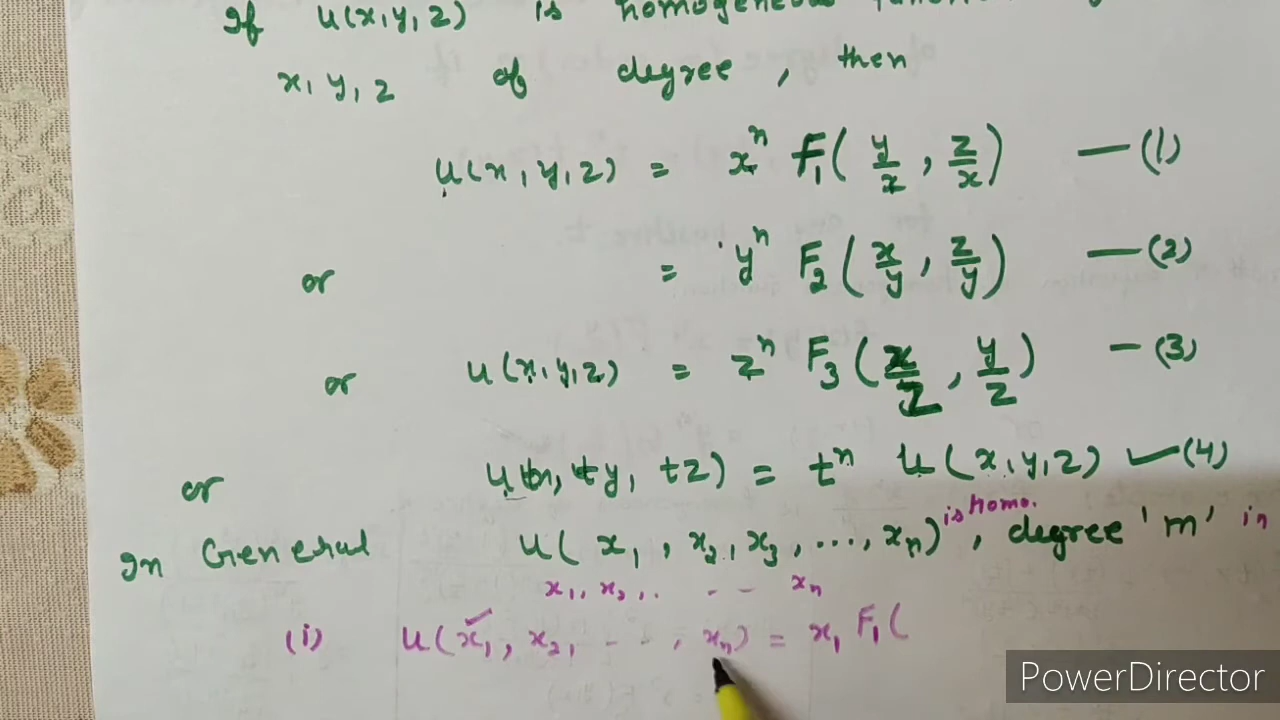 If u(x,y,z) is homogeneous function
x, y, z of degree, then
u(x, y, z) = xⁿ F₁( y/x , z/x ) —(1)
or = yⁿ F₂( x/y , z/y ) —(2)
or u(x,y,z) = zⁿ F₃( x/z , y/z ) —(3)
or u(tx, ty, tz) = tⁿ u(x,y,z) —(4)
In General u( x₁, x₂, x₃, ..., xₙ) is homo. , degree 'm' in
x₁, x₂, .. - - xₙ
(i) u(x₁, x₂, - - - , xₙ) = x₁ F₁(
PowerDirector